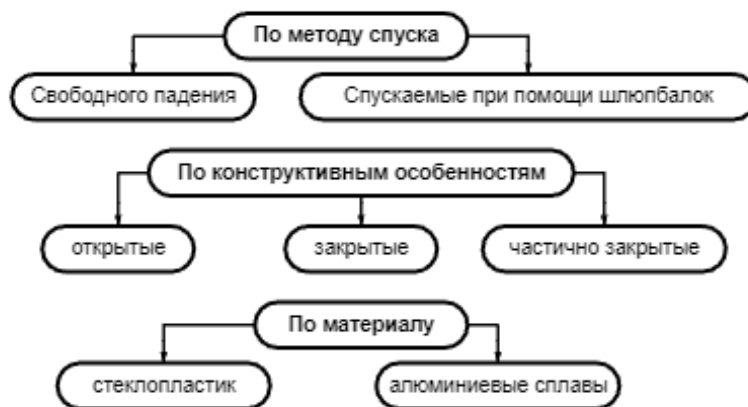 По методу спуска
Свободного падения
Спускаемые при помощи шлюпбалок
По конструктивным особенностям
открытые
закрытые
частично закрытые
По материалу
стеклопластик
алюминиевые сплавы